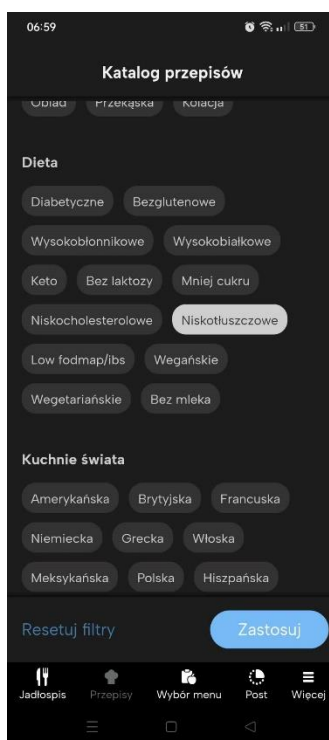 06:59
51
Katalog przepisów
Obiad Przekąska Kolacja
Dieta
Diabetyczne Bezglutenowe
Wysokobłonnikowe Wysokobiałkowe
Keto Bez laktozy Mniej cukru
Niskocholesterolowe Niskotłuszczowe
Low fodmap/ibs Wegańskie
Wegetariańskie Bez mleka
Kuchnie świata
Amerykańska Brytyjska Francuska
Niemiecka Grecka Włoska
Meksykańska Polska Hiszpańska
Resetuj filtry Zastosuj
Jadłospis Przepisy Wybór menu Post Więcej